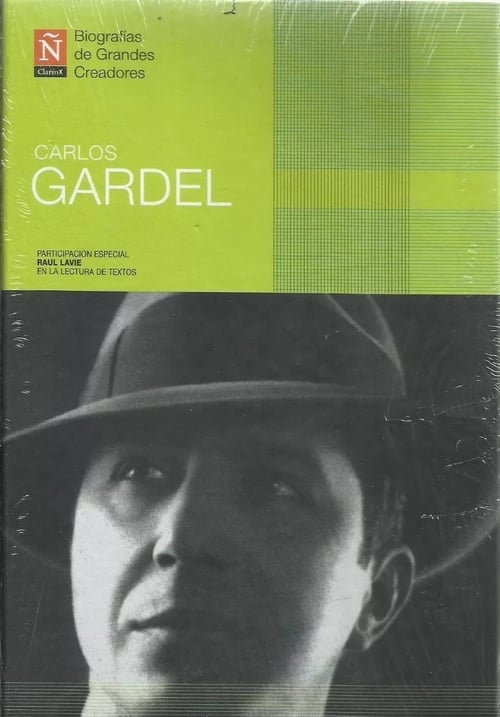 Ñ
Clarín X
Biografías
de Grandes
Creadores
CARLOS
GARDEL
PARTICIPACION ESPECIAL
RAUL LAVIE
EN LA LECTURA DE TEXTOS